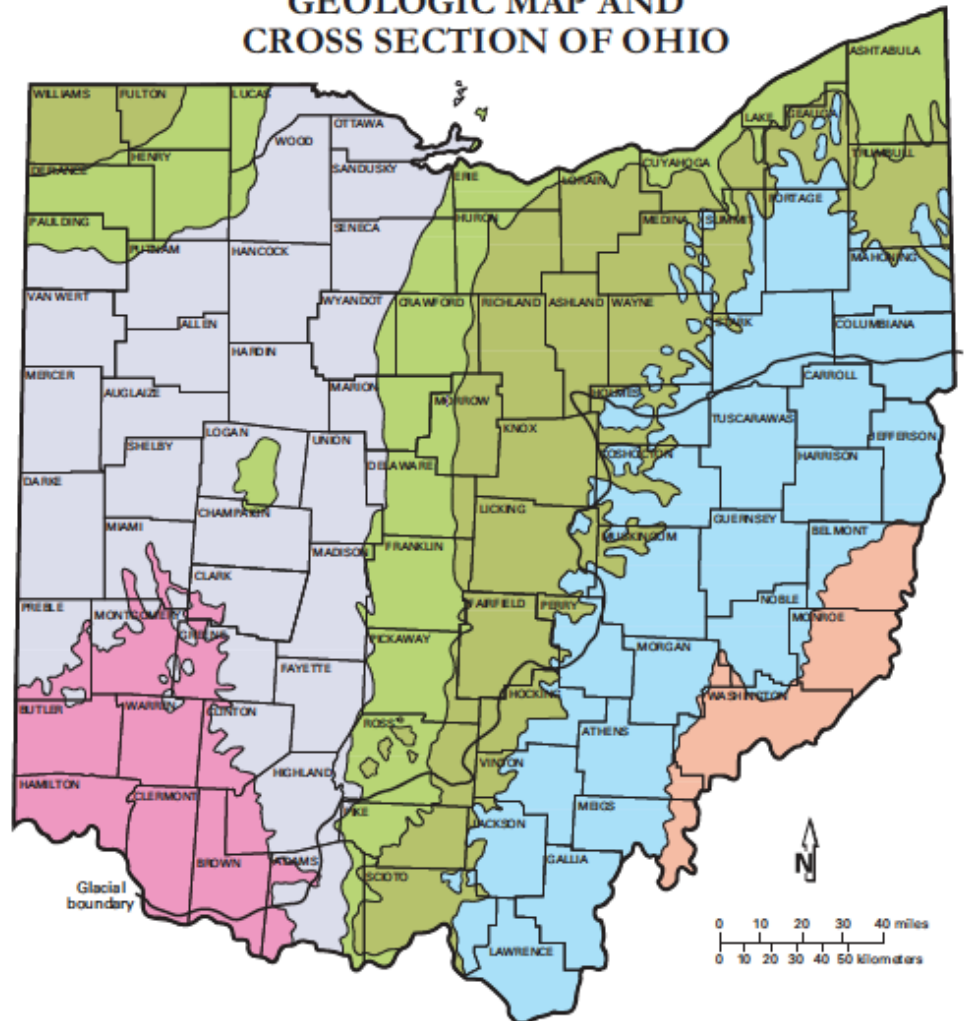 GEOLOGIC MAP AND
CROSS SECTION OF OHIO
ASHTABULA
WILLIAMS
FULTON
LUCAS
OTTAWA
WOOD
LAKE
GEAUGA
CUYAHOGA
TRUMBULL
HENRY
DEFIANCE
SANDUSKY
ERIE
LORAIN
PORTAGE
PAULDING
HURON
MEDINA
SUMMIT
SENECA
PUTNAM
HANCOCK
MAHONING
VAN WERT
WYANDOT
CRAWFORD
RICHLAND
ASHLAND
WAYNE
ALLEN
STARK
COLUMBIANA
HARDIN
MERCER
AUGLAIZE
MARION
CARROLL
HOLMES
MORROW
TUSCARAWAS
LOGAN
KNOX
UNION
JEFFERSON
SHELBY
COSHOCTON
HARRISON
DELAWARE
DARKE
CHAMPAIGN
LICKING
GUERNSEY
MIAMI
BELMONT
MUSKINGUM
MADISON
FRANKLIN
CLARK
NOBLE
PREBLE
MONTGOMERY
FAIRFIELD
PERRY
MONROE
GREENE
PICKAWAY
MORGAN
FAYETTE
HOCKING
WASHINGTON
BUTLER
WARREN
CLINTON
ROSS
ATHENS
HIGHLAND
VINTON
HAMILTON
CLERMONT
PIKE
MEIGS
JACKSON
GALLIA
BROWN
ADAMS
SCIOTO
N
Glacial
boundary
LAWRENCE
0 10 20 30 40 miles
0 10 20 30 40 50 kilometers